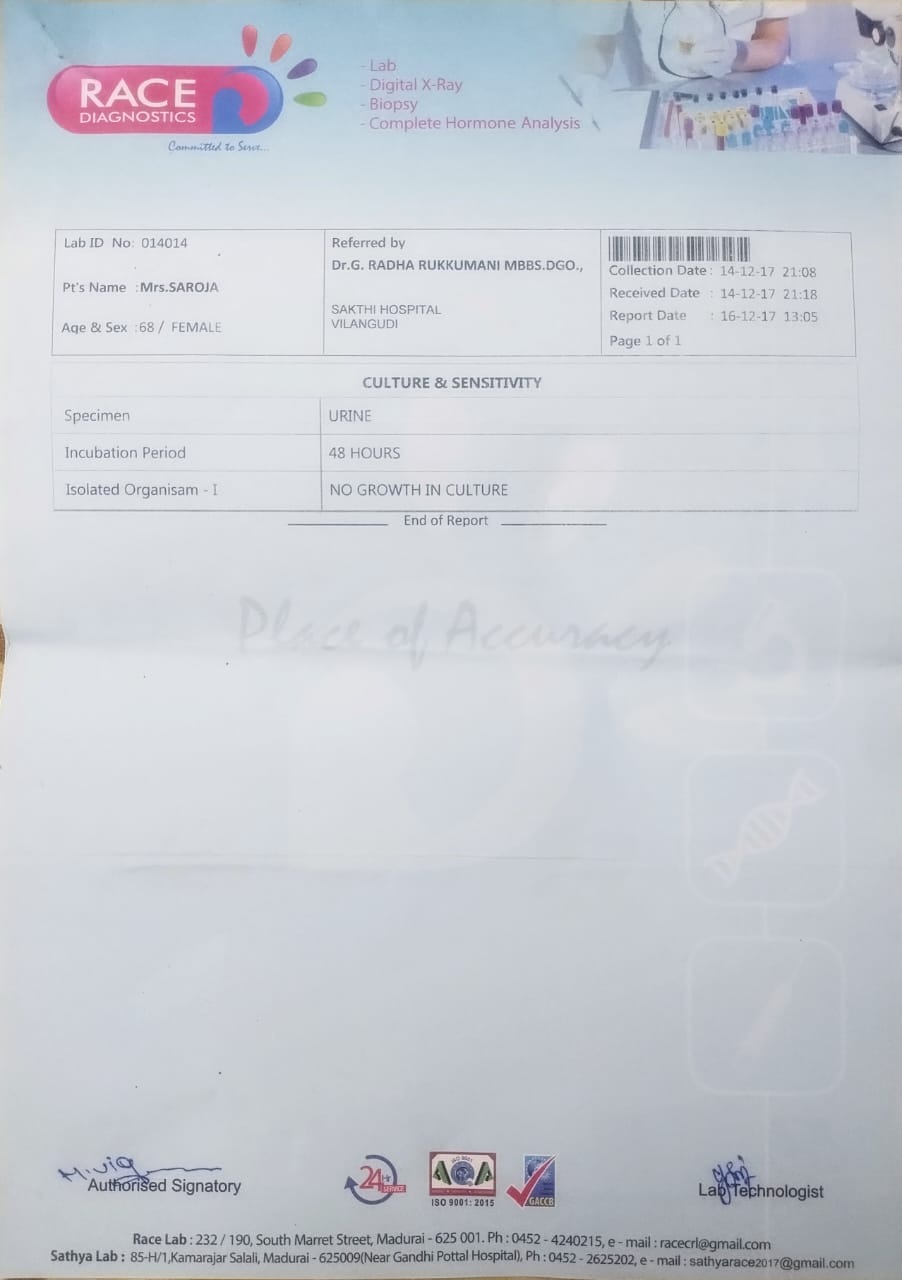 RACE
DIAGNOSTICS
Committed to Serve...
- Lab
- Digital X-Ray
- Biopsy
- Complete Hormone Analysis
Lab ID No: 014014
Pt's Name : Mrs.SAROJA
Age & Sex : 68 / FEMALE
Referred by
Dr.G. RADHA RUKKUMANI MBBS.DGO.,
SAKTHI HOSPITAL
VILANGUDI
Collection Date : 14-12-17 21:08
Received Date : 14-12-17 21:18
Report Date : 16-12-17 13:05
Page 1 of 1
CULTURE & SENSITIVITY
Specimen URINE
Incubation Period 48 HOURS
Isolated Organisam - I NO GROWTH IN CULTURE
End of Report
Place of Accuracy
Authorised Signatory
24Hr SERVICE
ISO 9001
ISO 9001: 2015
GACCB
Lab Technologist
Race Lab : 232 / 190, South Marret Street, Madurai - 625 001. Ph : 0452 - 4240215, e - mail : racecrl@gmail.com
Sathya Lab : 85-H/1,Kamarajar Salali, Madurai - 625009(Near Gandhi Pottal Hospital), Ph : 0452 - 2625202, e - mail : sathyarace2017@gmail.com